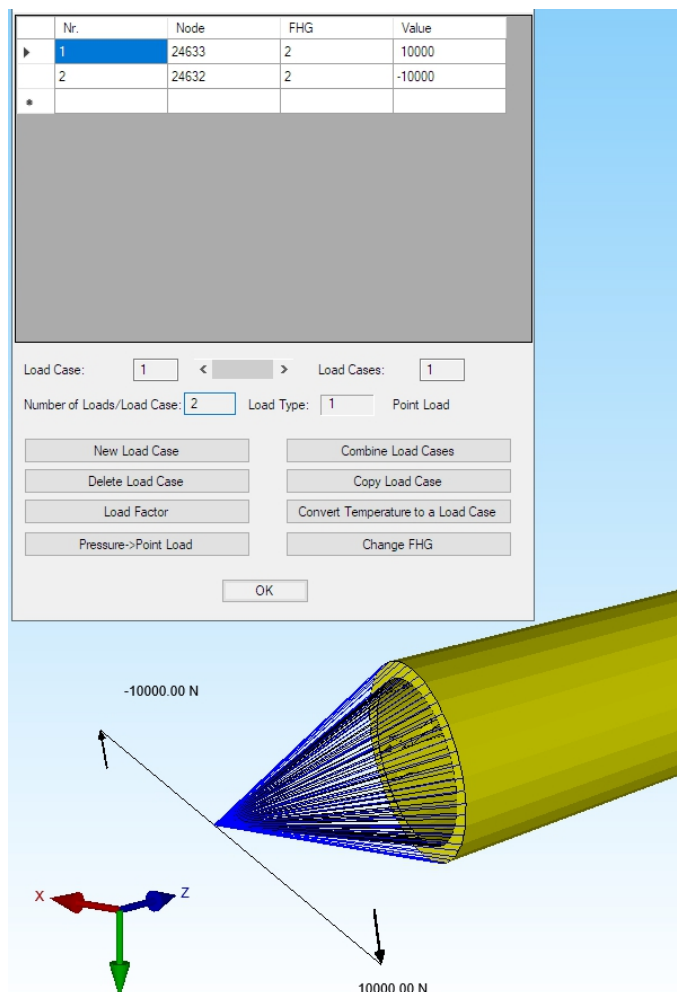 Nr. Node FHG Value
1 24633 2 10000
2 24632 2 -10000
Load Case: 1 < > Load Cases: 1
Number of Loads/Load Case: 2 Load Type: 1 Point Load
New Load Case Combine Load Cases
Delete Load Case Copy Load Case
Load Factor Convert Temperature to a Load Case
Pressure->Point Load Change FHG
OK
-10000.00 N
X Z
10000.00 N